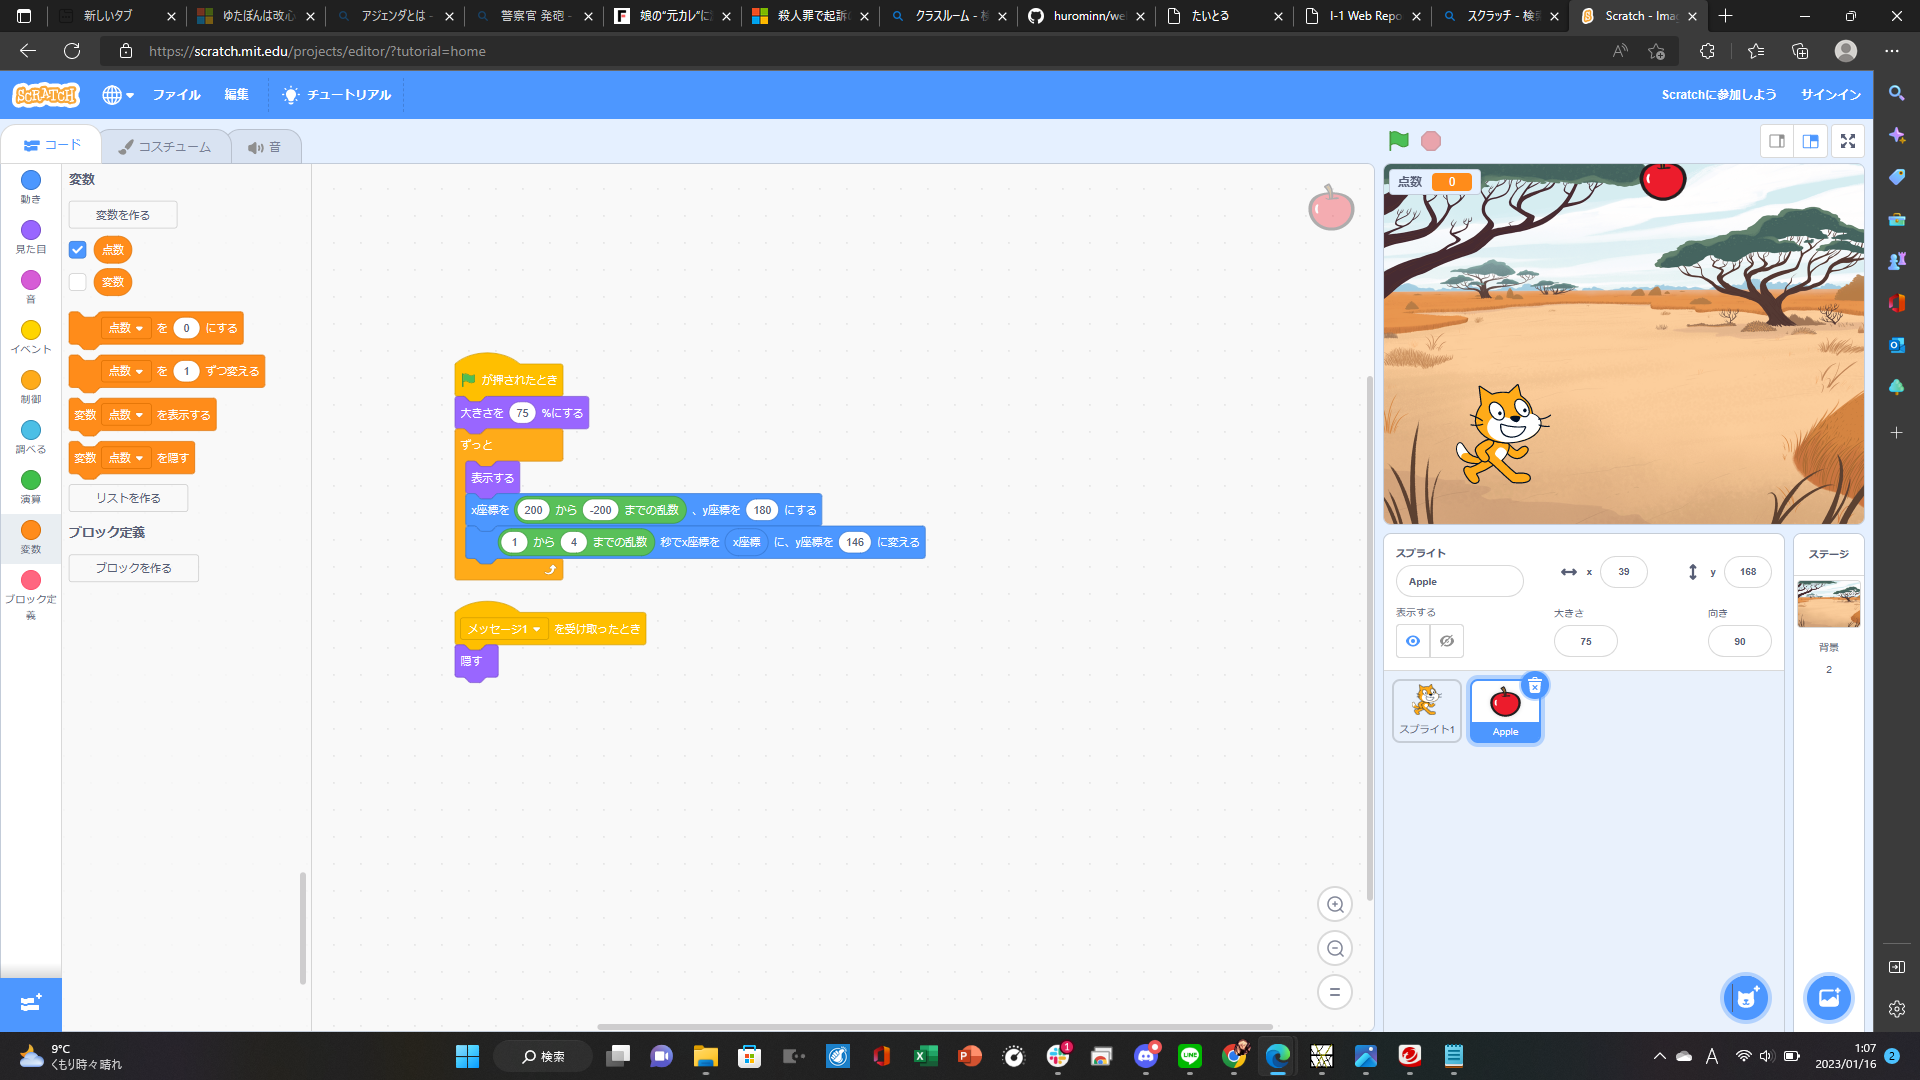 新しいタブ
ゆたぼんは改心
アジェンダとは -
警察官 発砲 -
娘の"元カレ"に
殺人罪で起訴
クラスルーム - 検
hurominn/we
たいとる
I-1 Web Repo
スクラッチ - 検索
Scratch - Imag
https://scratch.mit.edu/projects/editor/?tutorial=home
SCRATCH
ファイル
編集
チュートリアル
Scratchに参加しよう
サインイン
コード
コスチューム
音
動き
見た目
音
イベント
制御
調べる
演算
変数
ブロック定
義
変数
変数を作る
点数
変数
点数 を 0 にする
点数 を 1 ずつ変える
変数 点数 を表示する
変数 点数 を隠す
リストを作る
ブロック定義
ブロックを作る
が押されたとき
大きさを 75 %にする
ずっと
表示する
x座標を 200 から -200 までの乱数 、y座標を 180 にする
1 から 4 までの乱数 秒でx座標を x座標 に、y座標を 146 に変える
メッセージ1 を受け取ったとき
隠す
点数 0
スプライト
Apple
x 39
y 168
表示する
大きさ 75
向き 90
スプライト1
Apple
ステージ
背景
2
9°C
くもり時々晴れ
検索
1
A
1:07
2023/01/16
2